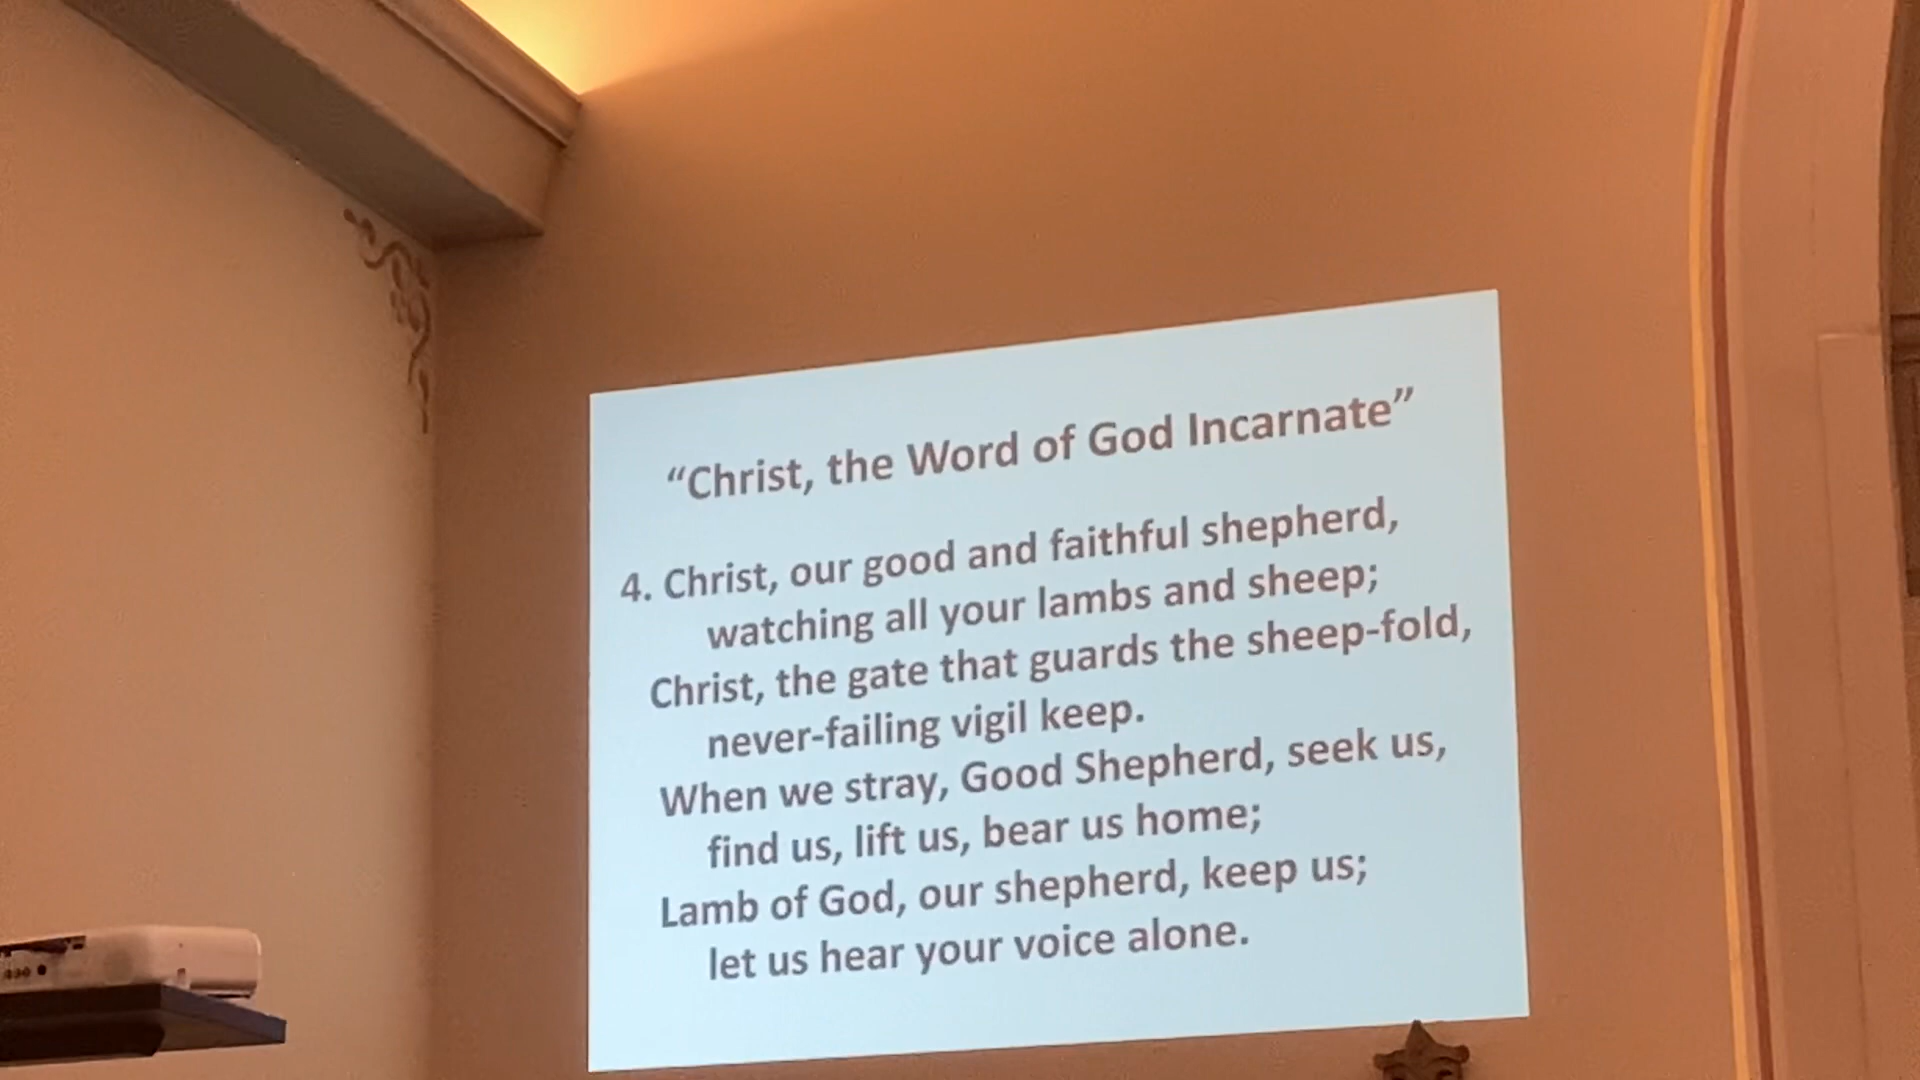 “Christ, the Word of God Incarnate”
4. Christ, our good and faithful shepherd,
watching all your lambs and sheep;
Christ, the gate that guards the sheep-fold,
never-failing vigil keep.
When we stray, Good Shepherd, seek us,
find us, lift us, bear us home;
Lamb of God, our shepherd, keep us;
let us hear your voice alone.